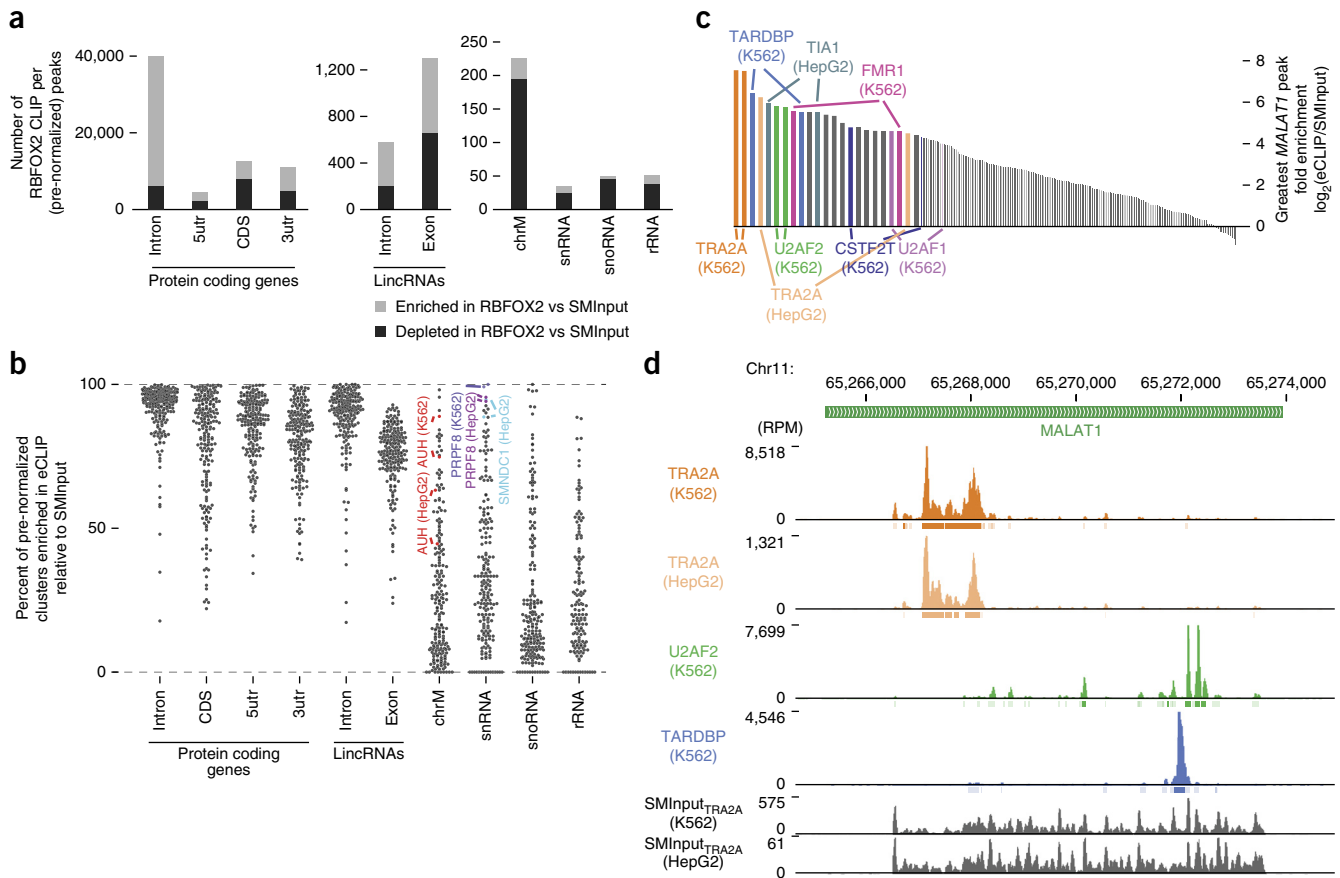 a
Number of
RBFOX2 CLIP per
(pre-normalized) peaks
40,000
20,000
0
Intron
5utr
CDS
3utr
Protein coding genes
1,200
800
400
0
Intron
Exon
LincRNAs
250
200
150
100
50
0
chrM
snRNA
snoRNA
rRNA
Enriched in RBFOX2 vs SMInput
Depleted in RBFOX2 vs SMInput
b
Percent of pre-normalized
clusters enriched in eCLIP
relative to SMInput
100
50
0
AUH (HepG2) AUH (K562)
PRPF8 (K562)
PRPF8 (HepG2)
SMNDC1 (HepG2)
Intron
CDS
5utr
3utr
Protein coding
genes
Intron
Exon
LincRNAs
chrM
snRNA
snoRNA
rRNA
c
TARDBP
(K562)
TIA1
(HepG2)
FMR1
(K562)
TRA2A
(K562)
U2AF2
(K562)
CSTF2T
(K562)
U2AF1
(K562)
TRA2A
(HepG2)
8
6
4
2
0
Greatest MALAT1 peak
fold enrichment
log2(eCLIP/SMInput)
d
Chr11:
65,266,000
65,268,000
65,270,000
65,272,000
65,274,000
MALAT1
(RPM)
TRA2A
(K562)
8,518
0
TRA2A
(HepG2)
1,321
0
U2AF2
(K562)
7,699
0
TARDBP
(K562)
4,546
0
SMInputTRA2A
(K562)
575
0
SMInputTRA2A
(HepG2)
61
0